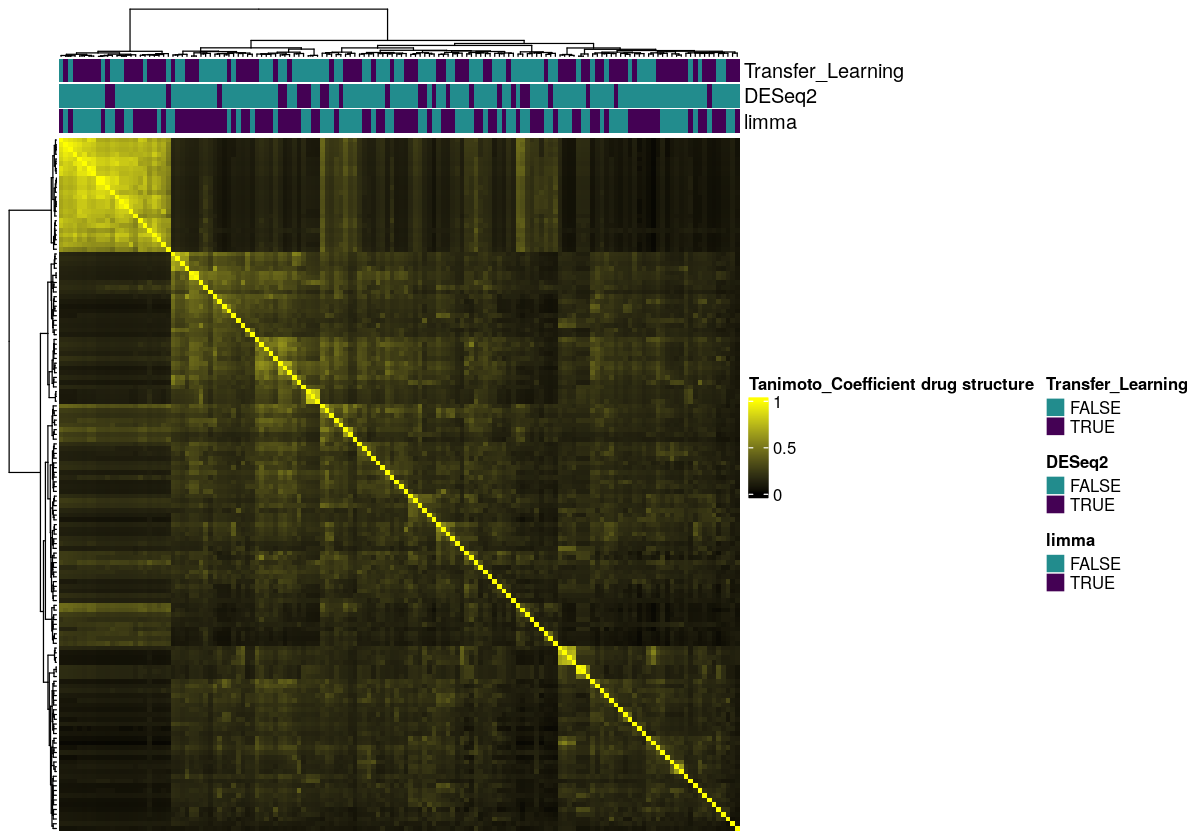 Transfer_Learning
DESeq2
limma
Tanimoto_Coefficient drug structure
1
0.5
0
Transfer_Learning
FALSE
TRUE
DESeq2
FALSE
TRUE
limma
FALSE
TRUE